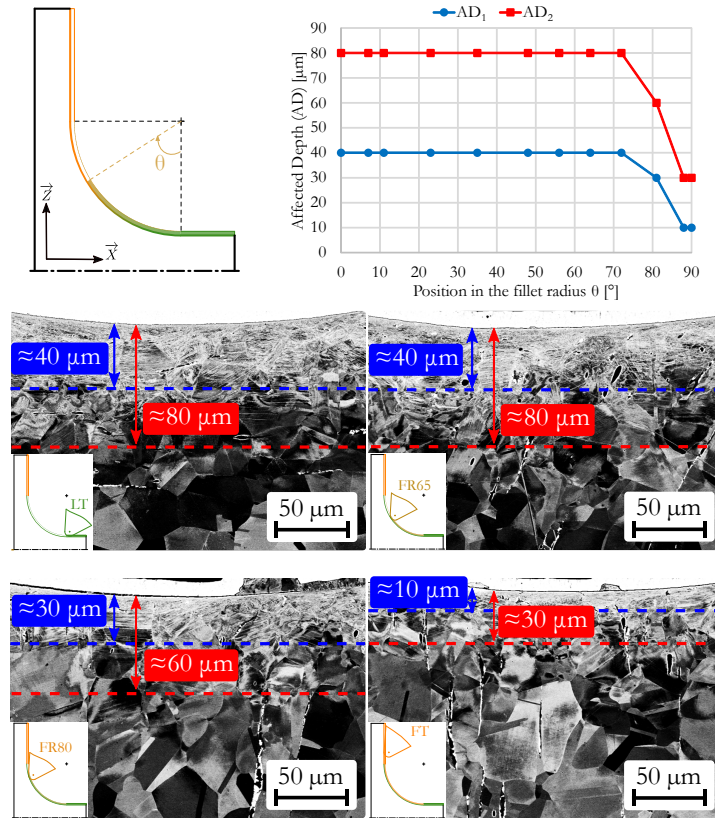 AD₁ AD₂
Affected Depth (AD) [µm]
90
80
70
60
50
40
30
20
10
0
0 10 20 30 40 50 60 70 80 90
Position in the fillet radius θ [°]
θ
Z
X
≈40 µm
≈80 µm
LT
50 µm
≈40 µm
≈80 µm
FR65
50 µm
≈30 µm
≈60 µm
FR80
50 µm
≈10 µm
≈30 µm
FT
50 µm